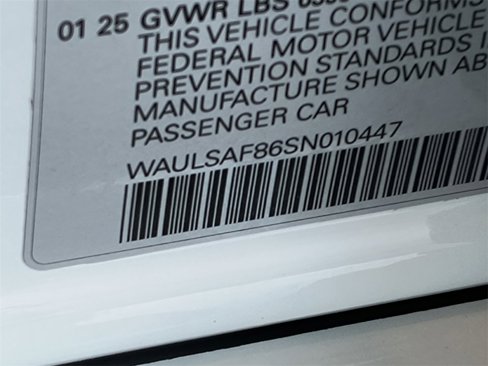 01 25 GVWR LBS
THIS VEHICLE CONFORMS
FEDERAL MOTOR VEHICLE
PREVENTION STANDARDS
MANUFACTURE SHOWN AB
PASSENGER CAR
WAULSAF86SN010447